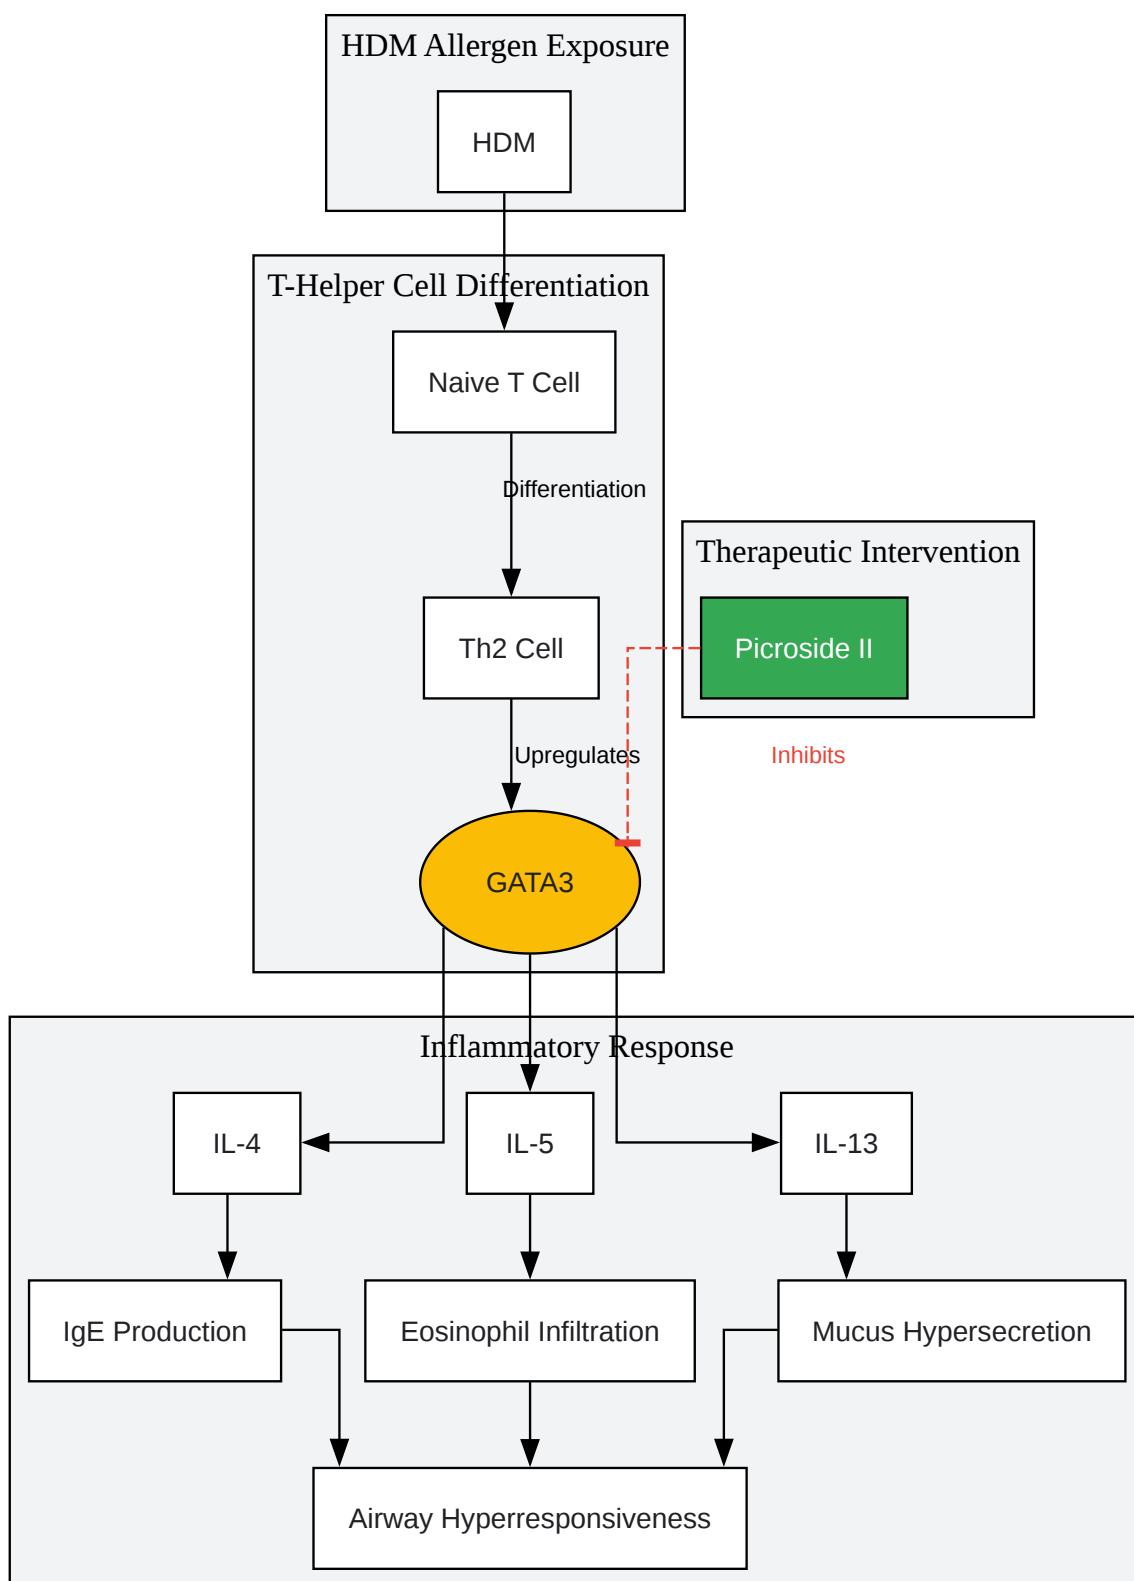 HDM Allergen Exposure
HDM
T-Helper Cell Differentiation
Naive T Cell
Differentiation
Therapeutic Intervention
Th2 Cell
Picroside II
Upregulates
Inhibits
GATA3
Inflammatory Response
IL-4
IL-5
IL-13
IgE Production
Eosinophil Infiltration
Mucus Hypersecretion
Airway Hyperresponsiveness